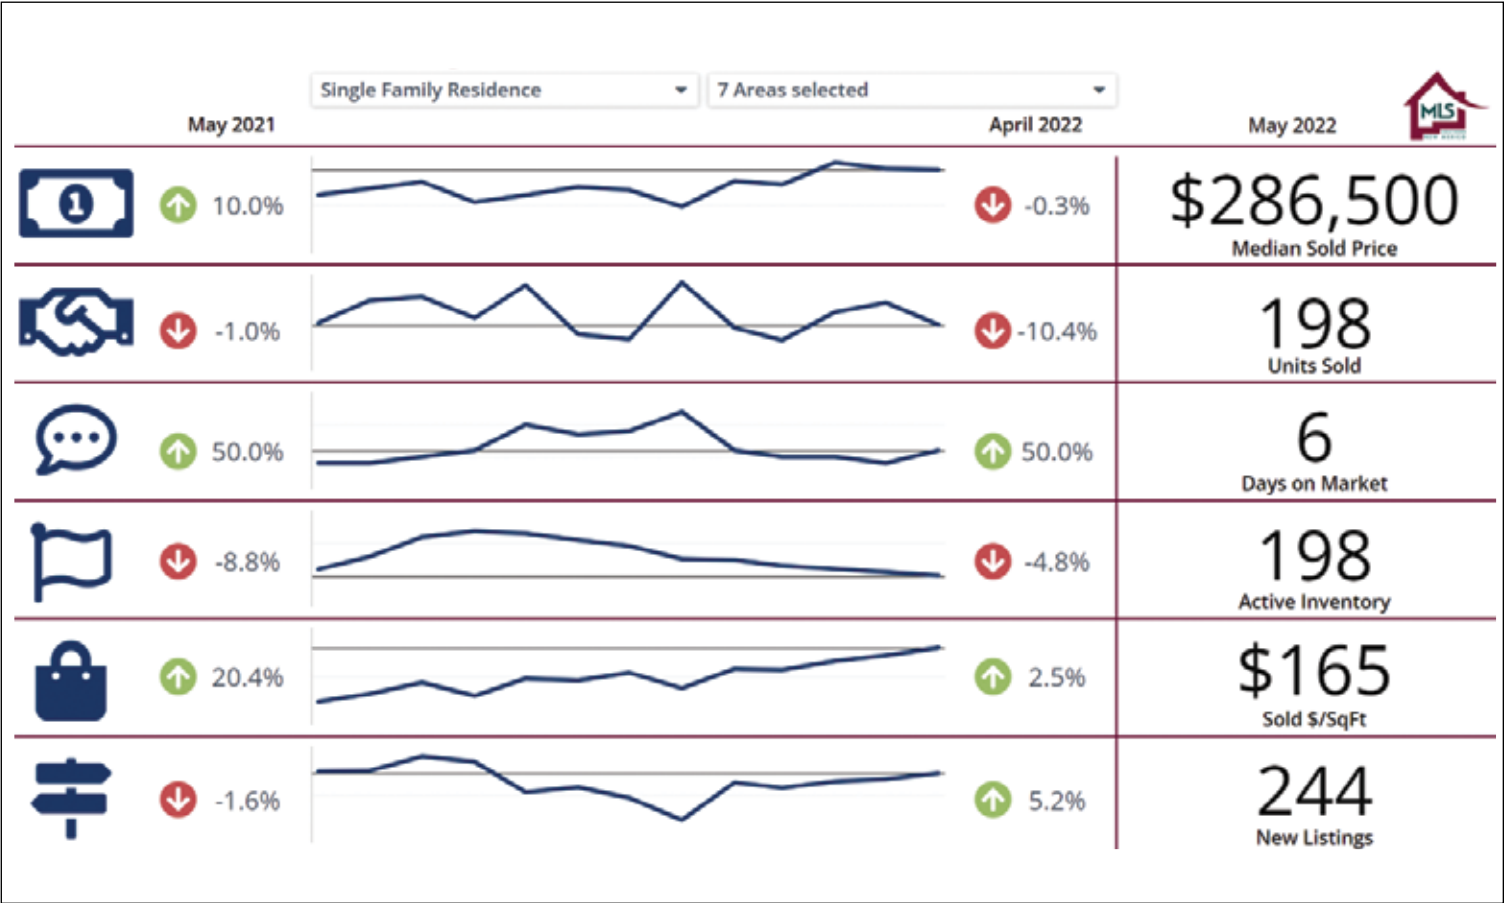 Single Family Residence
7 Areas selected
May 2021
April 2022
May 2022
MLS
1
10.0%
-0.3%
$286,500
Median Sold Price
-1.0%
-10.4%
198
Units Sold
50.0%
50.0%
6
Days on Market
-8.8%
-4.8%
198
Active Inventory
20.4%
2.5%
$165
Sold $/SqFt
-1.6%
5.2%
244
New Listings